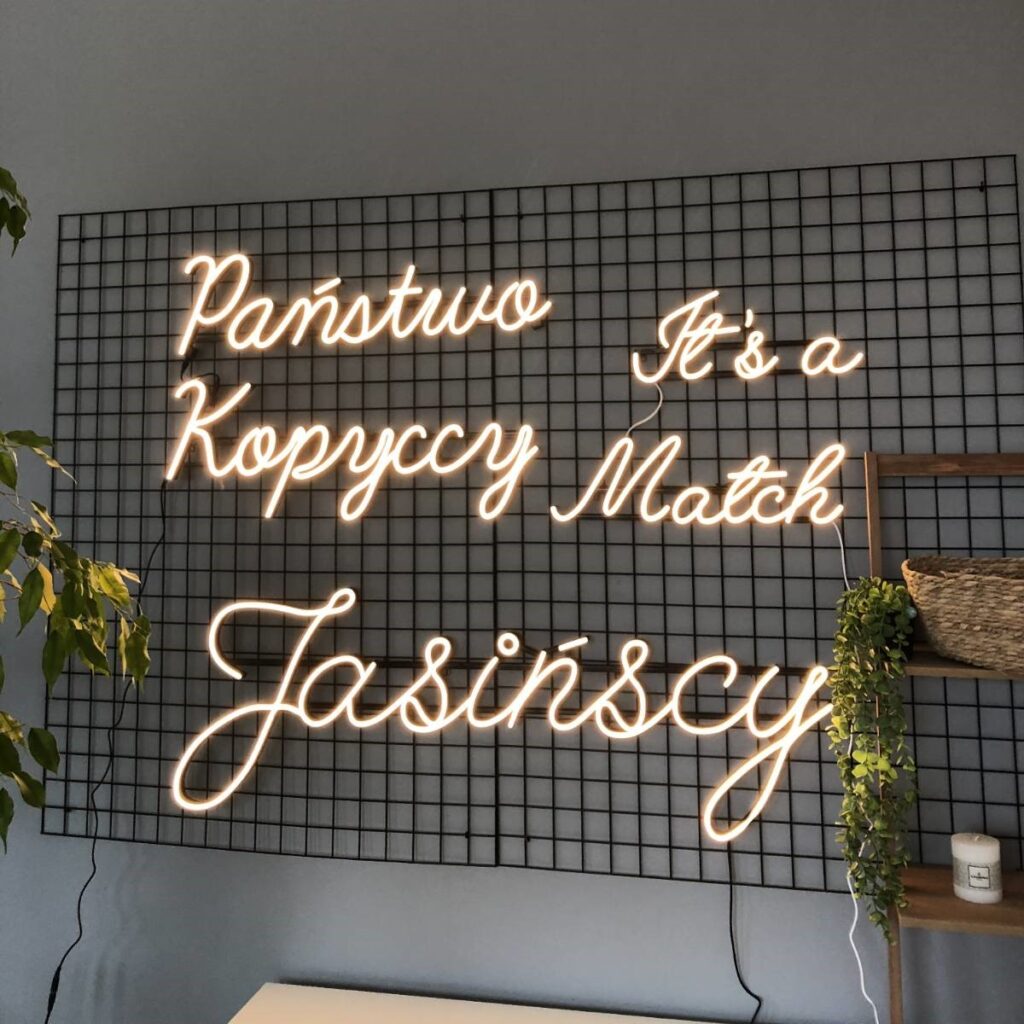 Państwo
Kopyccy
It's a
Match
Jasińscy